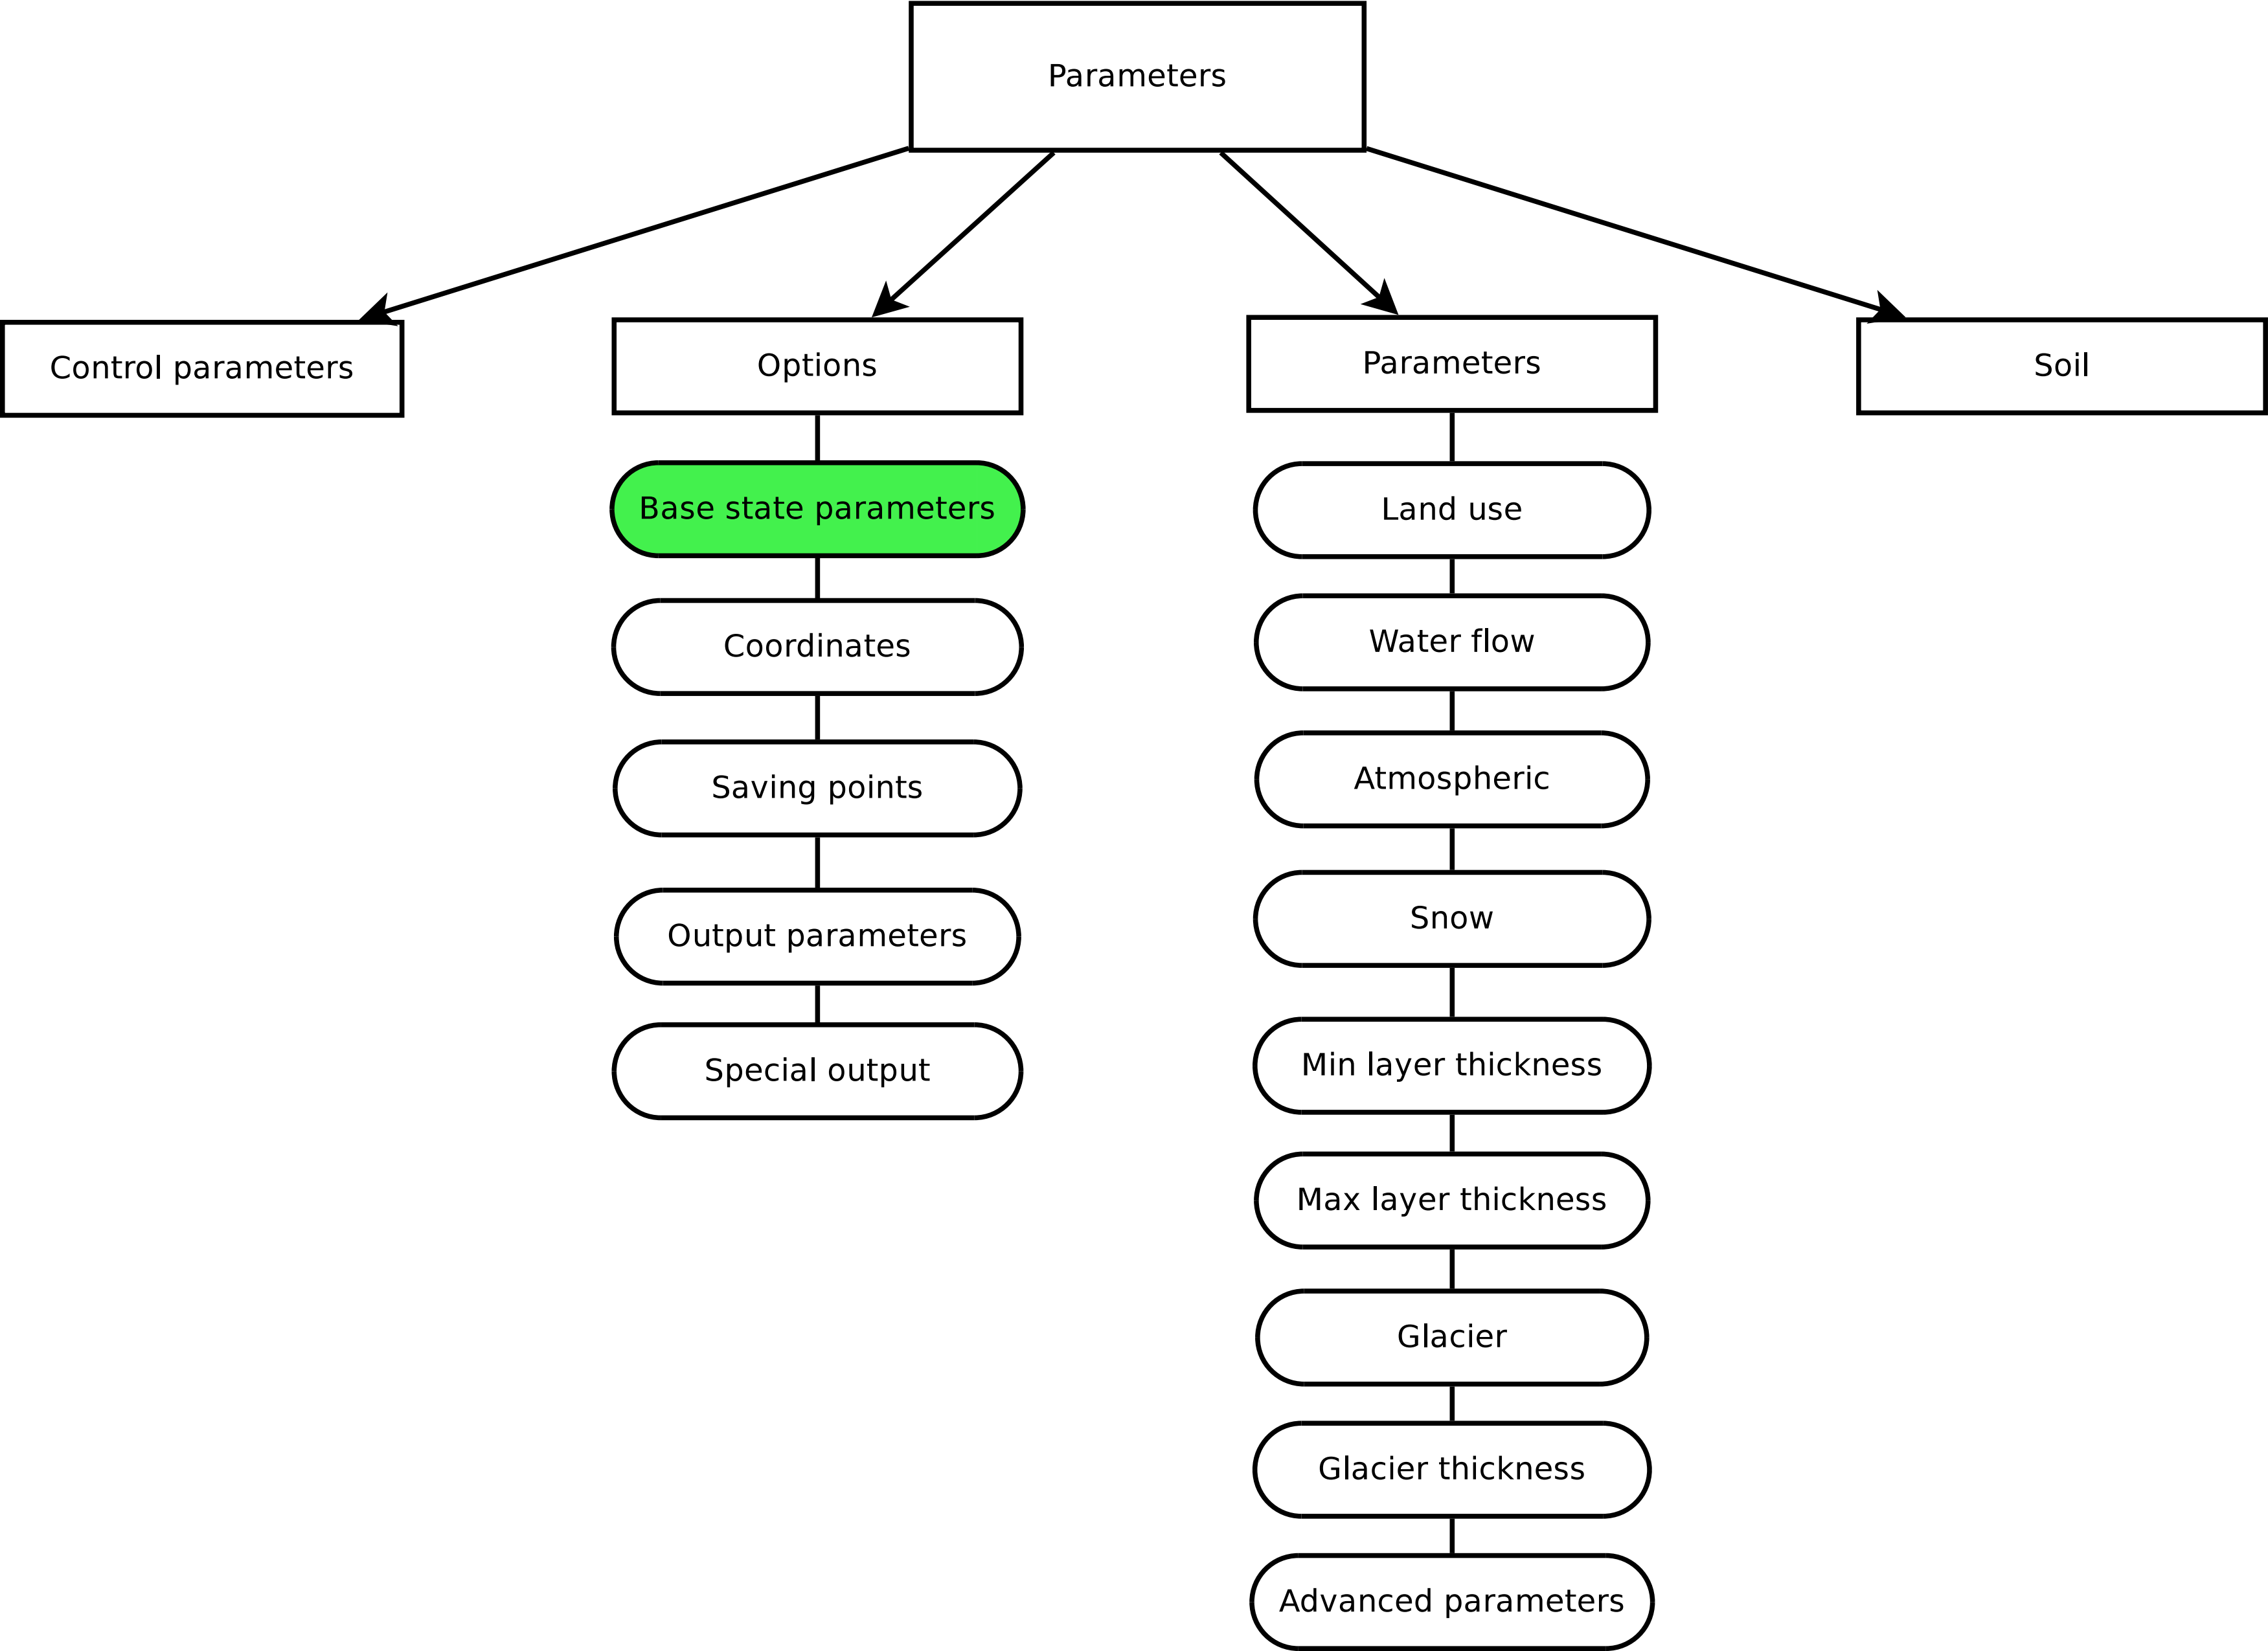 Parameters
Control parameters
Options
Parameters
Soil
Base state parameters
Coordinates
Saving points
Output parameters
Special output
Land use
Water flow
Atmospheric
Snow
Min layer thickness
Max layer thickness
Glacier
Glacier thickness
Advanced parameters